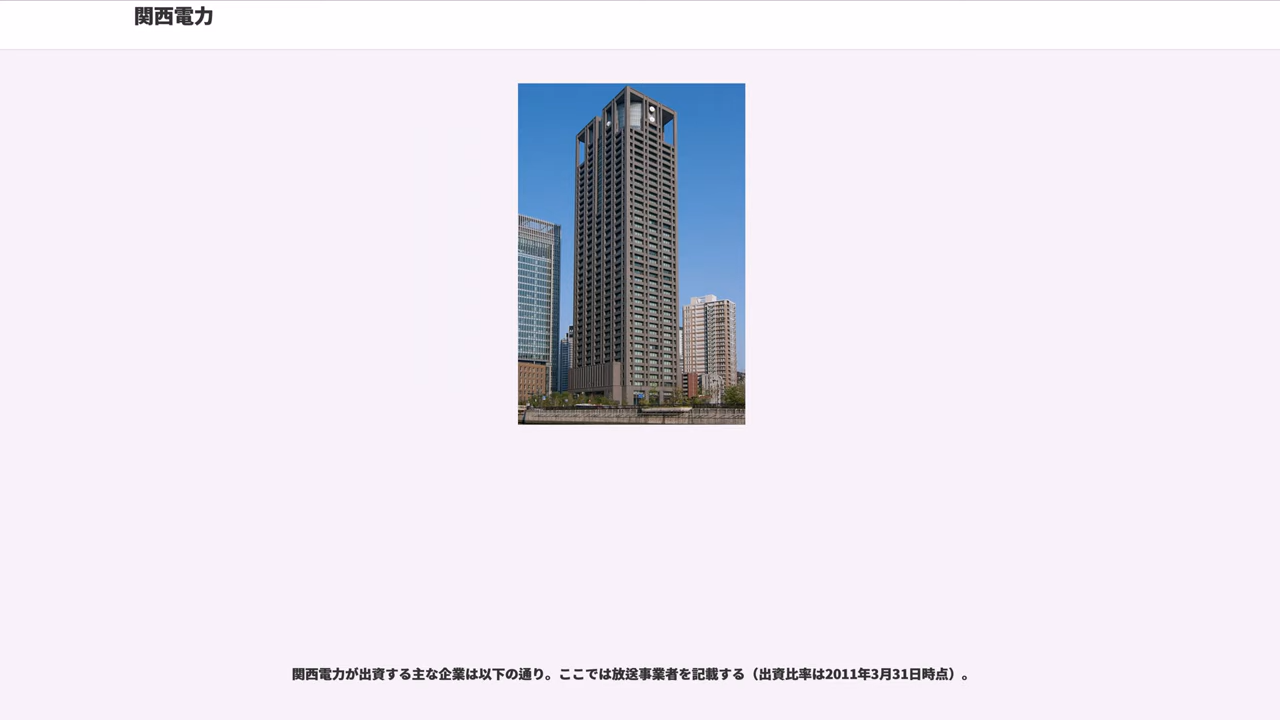 関西電力
関西電力が出資する主な企業は以下の通り。ここでは放送事業者を記載する（出資比率は2011年3月31日時点）。